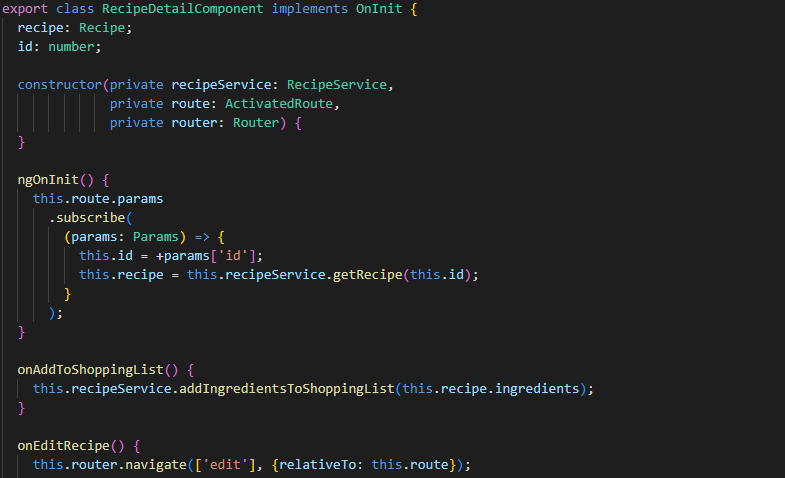 export class RecipeDetailComponent implements OnInit {
  recipe: Recipe;
  id: number;

  constructor(private recipeService: RecipeService,
              private route: ActivatedRoute,
              private router: Router) {
  }

  ngOnInit() {
    this.route.params
      .subscribe(
        (params: Params) => {
          this.id = +params['id'];
          this.recipe = this.recipeService.getRecipe(this.id);
        }
      );
  }

  onAddToShoppingList() {
    this.recipeService.addIngredientsToShoppingList(this.recipe.ingredients);
  }

  onEditRecipe() {
    this.router.navigate(['edit'], {relativeTo: this.route});